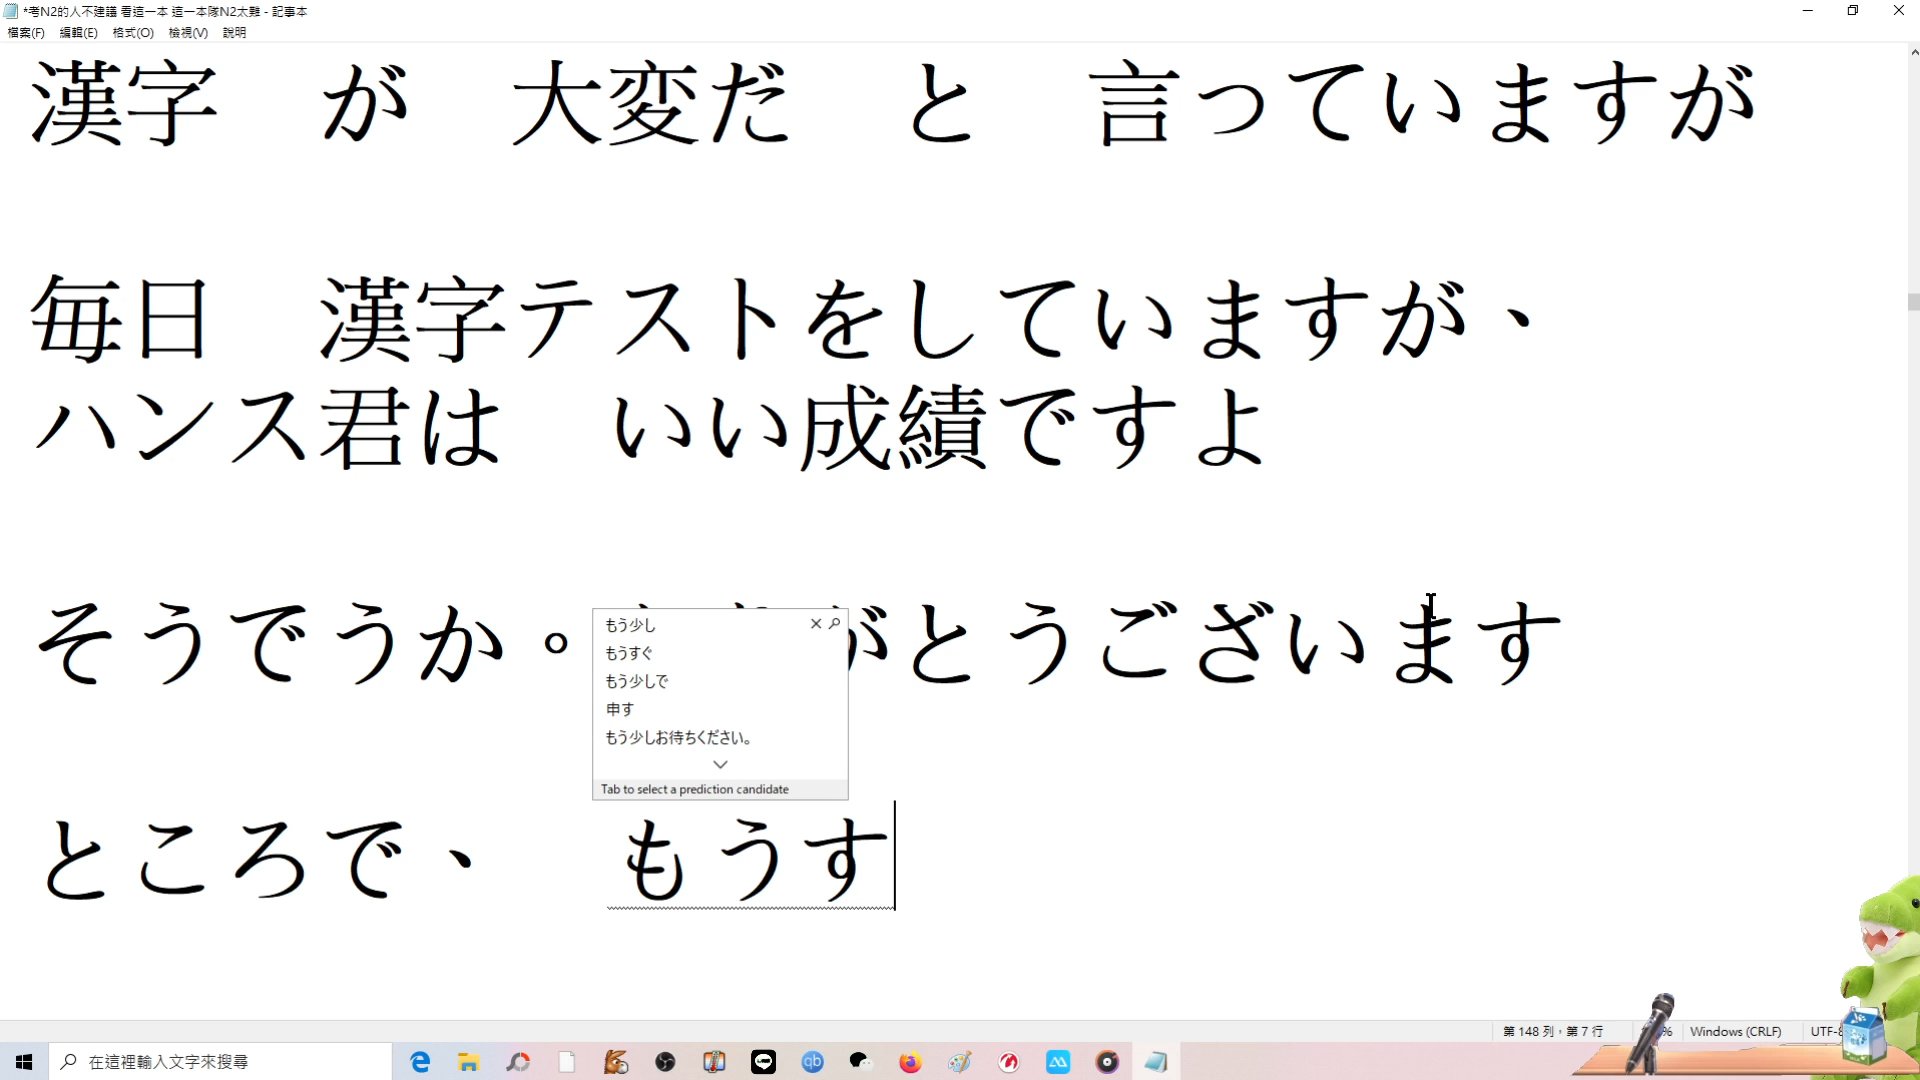 *考N2的人不建議 看這一本 這一本隊N2太難 - 記事本
檔案(F) 編輯(E) 格式(O) 檢視(V) 說明
漢字 が 大変だ と 言っていますが
毎日 漢字テストをしていますが、
ハンス君は いい成績ですよ
そうでうか。 がとうございます
もう少し
もうすぐ
もう少しで
申す
もう少しお待ちください。
Tab to select a prediction candidate
ところで、 もうす
第 148 列，第 7 行 % Windows (CRLF) UTF-8
在這裡輸入文字來搜尋